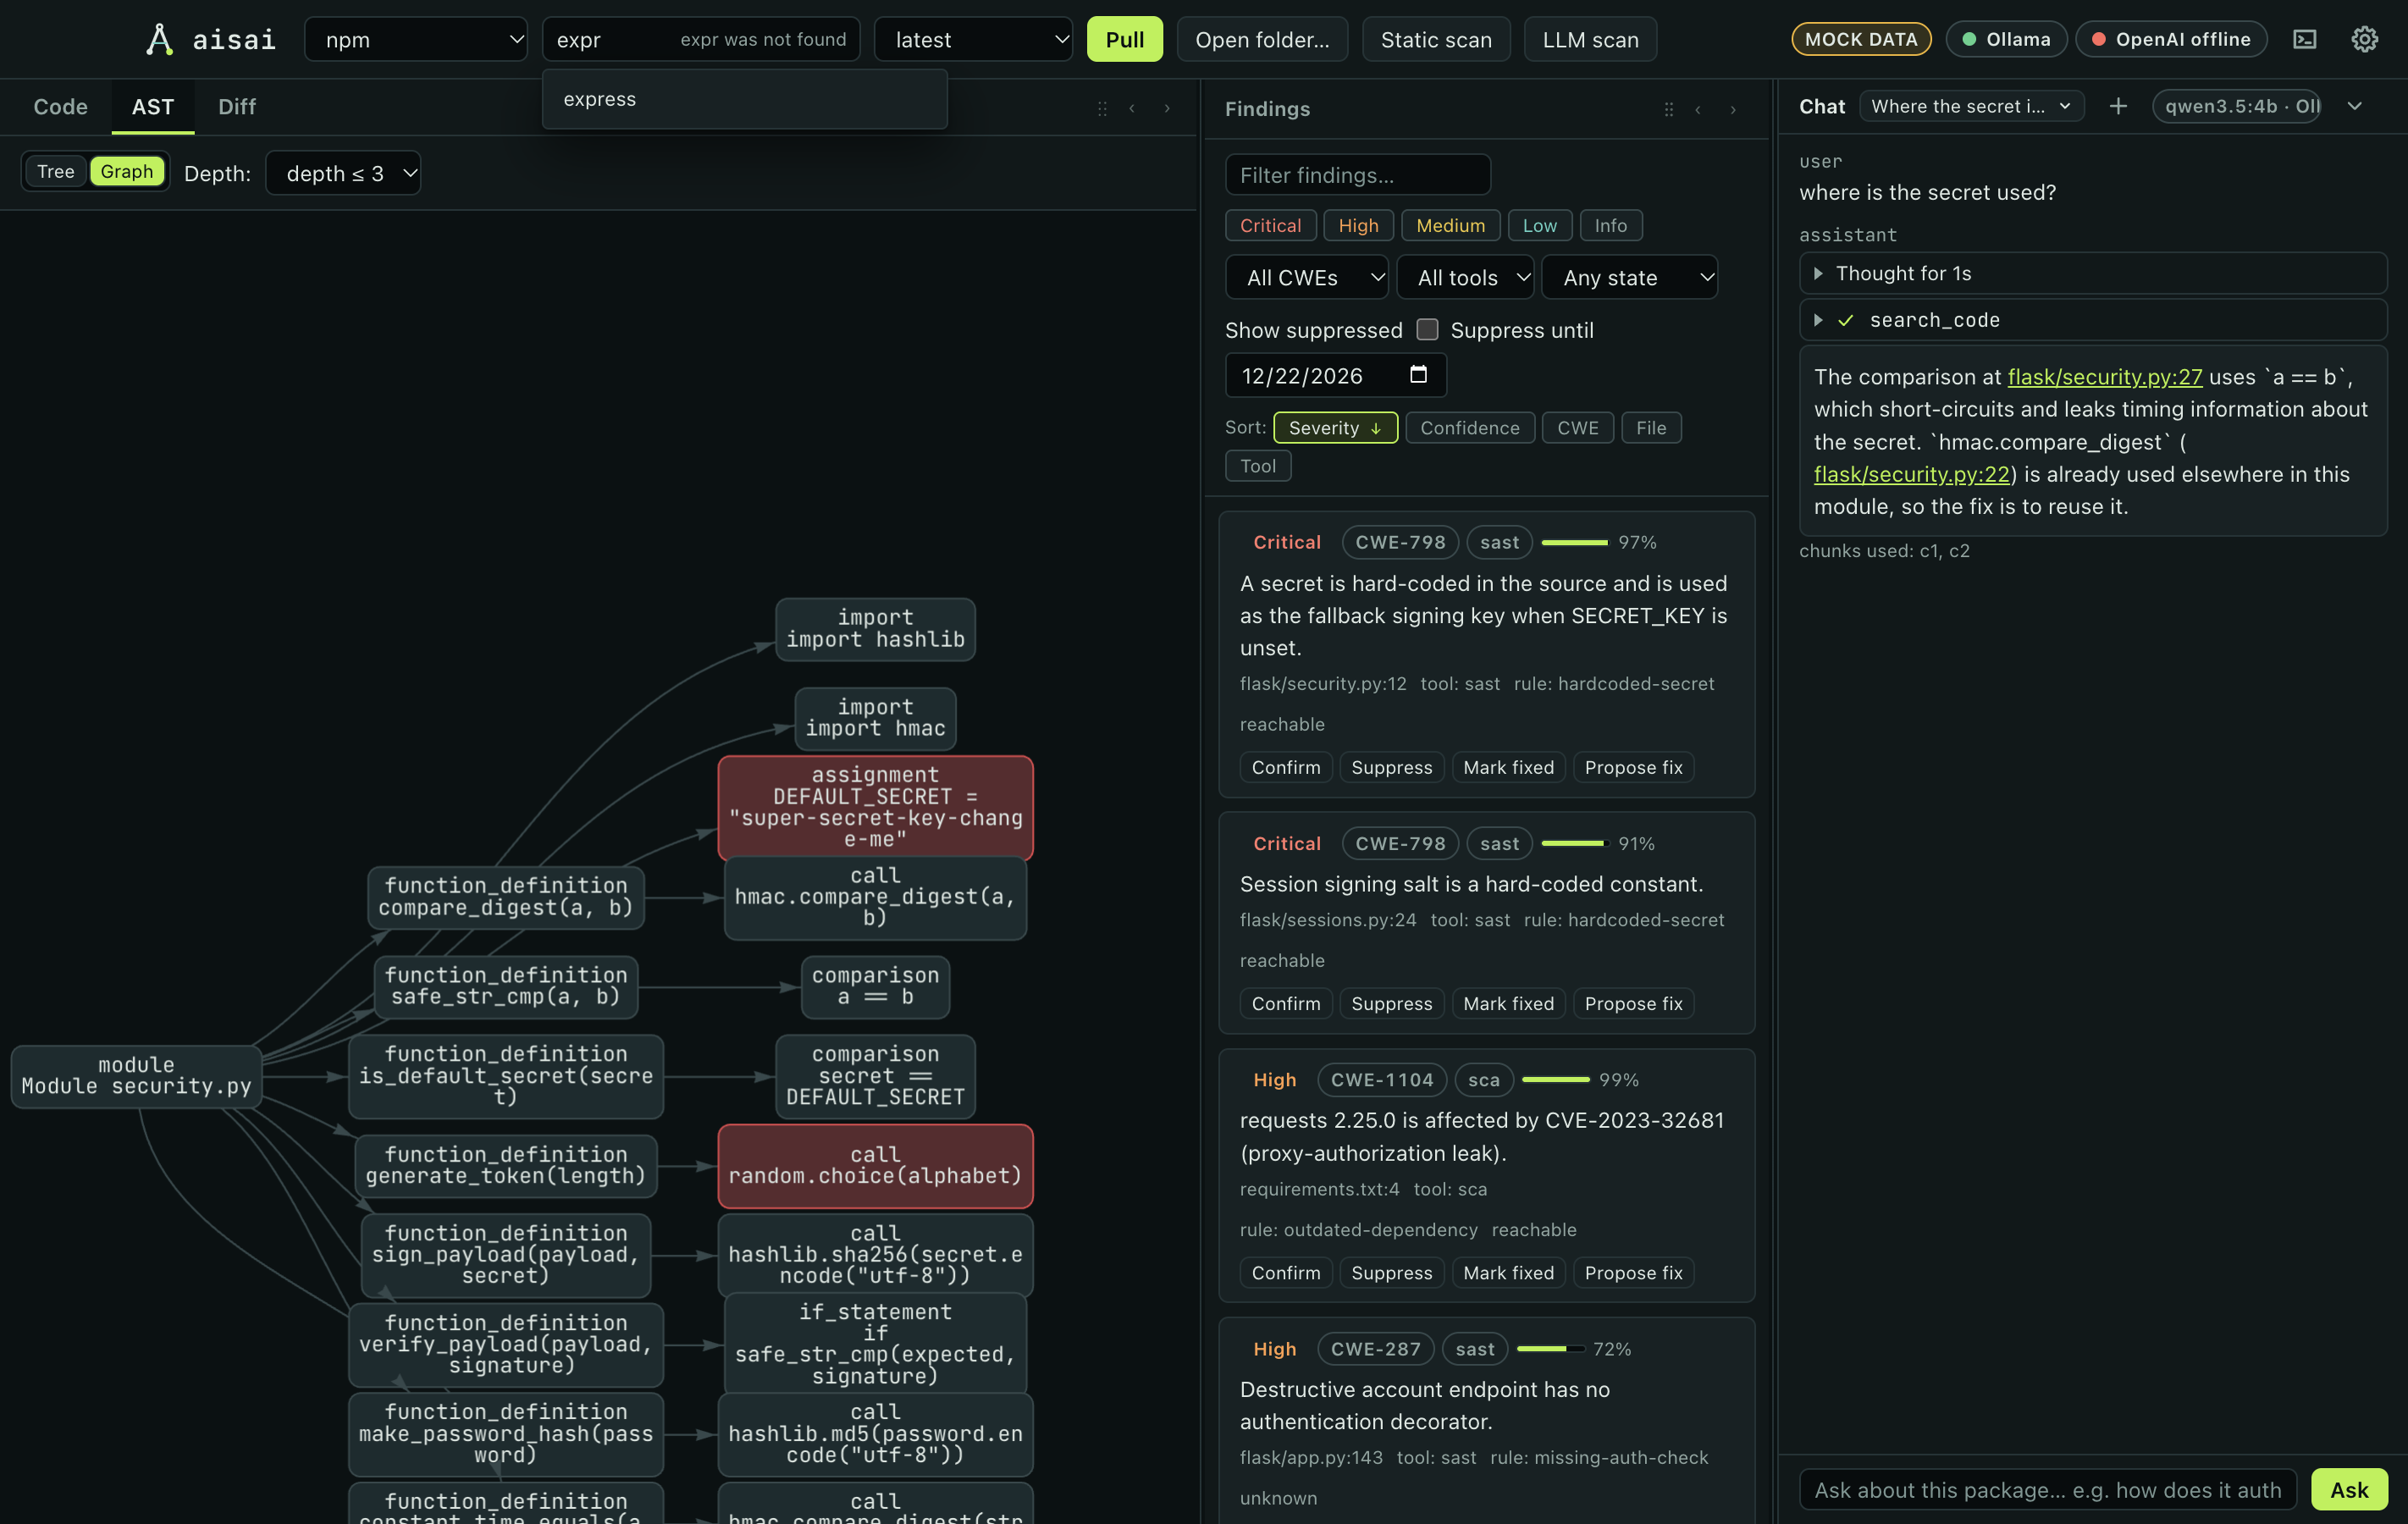 aisai
npm
expr
expr was not found
latest
Pull
Open folder...
Static scan
LLM scan
MOCK DATA
Ollama
OpenAI offline
express
Code
AST
Diff
Tree
Graph
Depth:
depth ≤ 3
import
import hashlib
import
import hmac
assignment
DEFAULT_SECRET =
"super-secret-key-chang
e-me"
function_definition
compare_digest(a, b)
call
hmac.compare_digest(a,
b)
function_definition
safe_str_cmp(a, b)
comparison
a == b
module
Module security.py
function_definition
is_default_secret(secre
t)
comparison
secret ==
DEFAULT_SECRET
function_definition
generate_token(length)
call
random.choice(alphabet)
function_definition
sign_payload(payload,
secret)
call
hashlib.sha256(secret.e
ncode("utf-8"))
function_definition
verify_payload(payload,
signature)
if_statement
if
safe_str_cmp(expected,
signature)
function_definition
make_password_hash(pass
word)
call
hashlib.md5(password.en
code("utf-8"))
function_definition
constant_time_equals(a,
call
hmac.compare_digest(str
Findings
Filter findings...
Critical
High
Medium
Low
Info
All CWEs
All tools
Any state
Show suppressed
Suppress until
12/22/2026
Sort:
Severity ↓
Confidence
CWE
File
Tool
Critical CWE-798 sast 97%
A secret is hard-coded in the source and is used
as the fallback signing key when SECRET_KEY is
unset.
flask/security.py:12 tool: sast rule: hardcoded-secret
reachable
Confirm Suppress Mark fixed Propose fix
Critical CWE-798 sast 91%
Session signing salt is a hard-coded constant.
flask/sessions.py:24 tool: sast rule: hardcoded-secret
reachable
Confirm Suppress Mark fixed Propose fix
High CWE-1104 sca 99%
requests 2.25.0 is affected by CVE-2023-32681
(proxy-authorization leak).
requirements.txt:4 tool: sca
rule: outdated-dependency reachable
Confirm Suppress Mark fixed Propose fix
High CWE-287 sast 72%
Destructive account endpoint has no
authentication decorator.
flask/app.py:143 tool: sast rule: missing-auth-check
unknown
Chat
Where the secret i...
+
qwen3.5:4b · Oll
user
where is the secret used?
assistant
Thought for 1s
search_code
The comparison at flask/security.py:27 uses `a == b`,
which short-circuits and leaks timing information about
the secret. `hmac.compare_digest` (
flask/security.py:22) is already used elsewhere in this
module, so the fix is to reuse it.
chunks used: c1, c2
Ask about this package... e.g. how does it auth
Ask